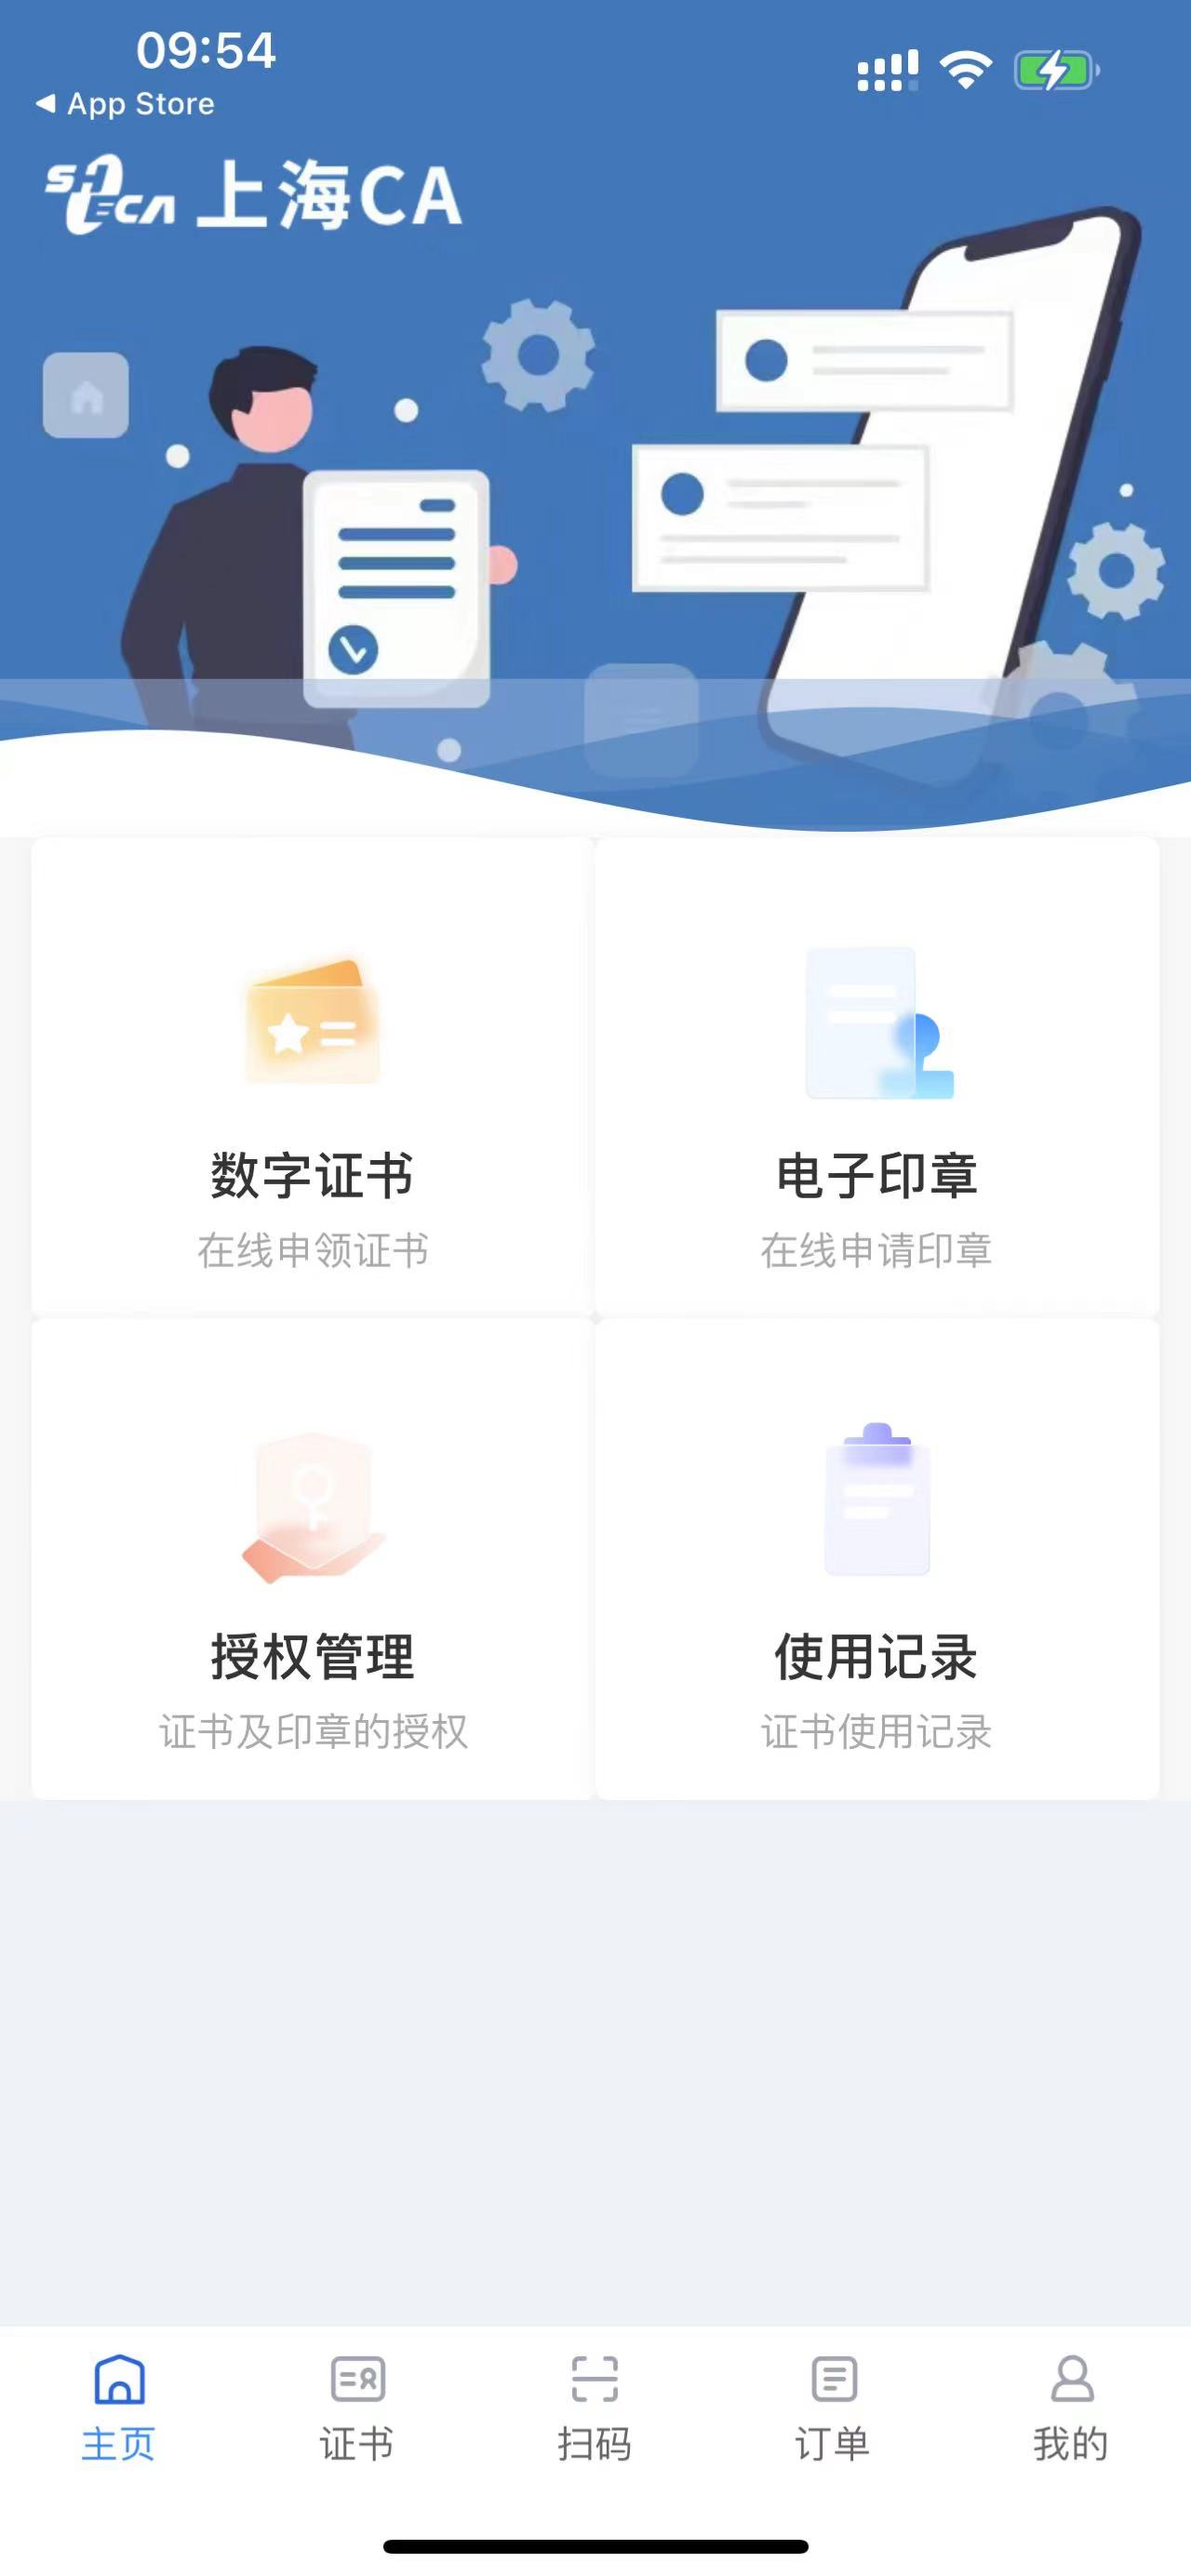 09:54
App Store
SHECA 上海CA
数字证书
电子印章
在线申领证书
在线申请印章
授权管理
使用记录
证书及印章的授权
证书使用记录
主页
证书
扫码
订单
我的